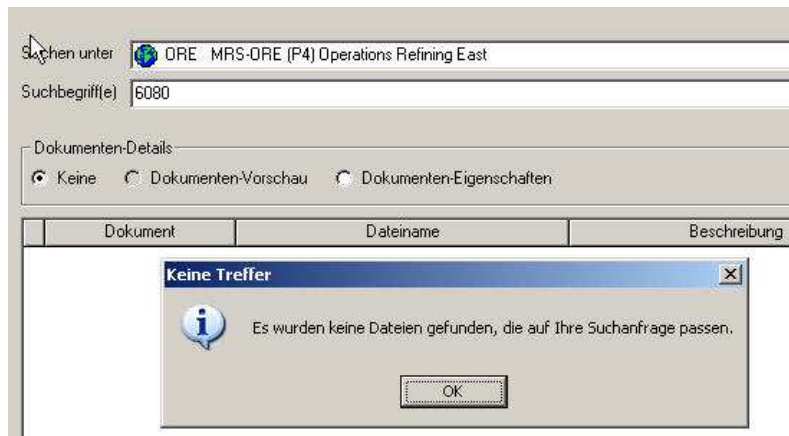 Suchen unter ORE MRS-ORE (P4) Operations Refining East
Suchbegriff(e) 6080
Dokumenten-Details
Keine Dokumenten-Vorschau Dokumenten-Eigenschaften
Dokument Dateiname Beschreibung
Keine Treffer
Es wurden keine Dateien gefunden, die auf Ihre Suchanfrage passen.
OK